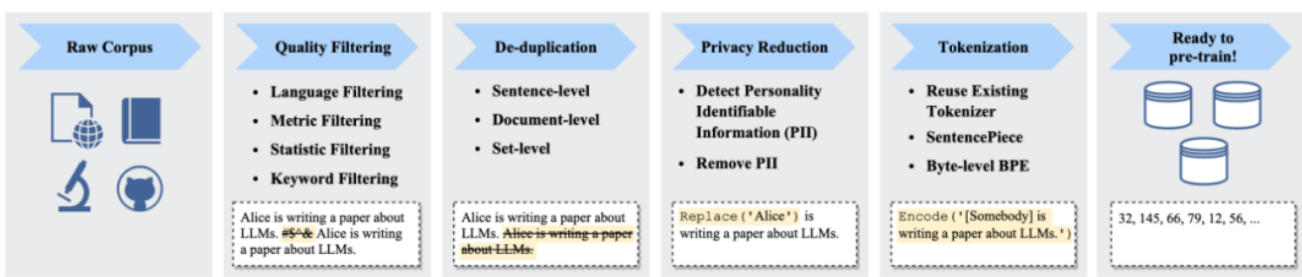 Raw Corpus
Quality Filtering
• Language Filtering
• Metric Filtering
• Statistic Filtering
• Keyword Filtering
Alice is writing a paper about
LLMs. #$^& Alice is writing
a paper about LLMs.
De-duplication
• Sentence-level
• Document-level
• Set-level
Alice is writing a paper about
LLMs. Alice is writing a paper
about LLMs.
Privacy Reduction
• Detect Personality
Identifiable
Information (PII)
• Remove PII
Replace('Alice') is
writing a paper about LLMs.
Tokenization
• Reuse Existing
Tokenizer
• SentencePiece
• Byte-level BPE
Encode('[Somebody] is
writing a paper about LLMs.')
Ready to
pre-train!
32, 145, 66, 79, 12, 56, ...